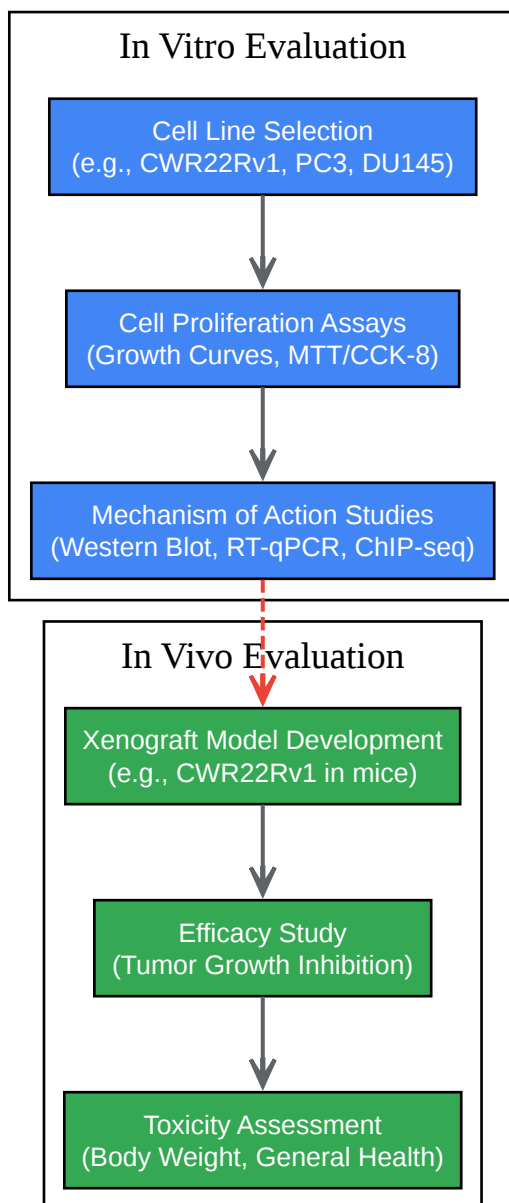 In Vitro Evaluation
Cell Line Selection
(e.g., CWR22Rv1, PC3, DU145)
Cell Proliferation Assays
(Growth Curves, MTT/CCK-8)
Mechanism of Action Studies
(Western Blot, RT-qPCR, ChIP-seq)
In Vivo Evaluation
Xenograft Model Development
(e.g., CWR22Rv1 in mice)
Efficacy Study
(Tumor Growth Inhibition)
Toxicity Assessment
(Body Weight, General Health)